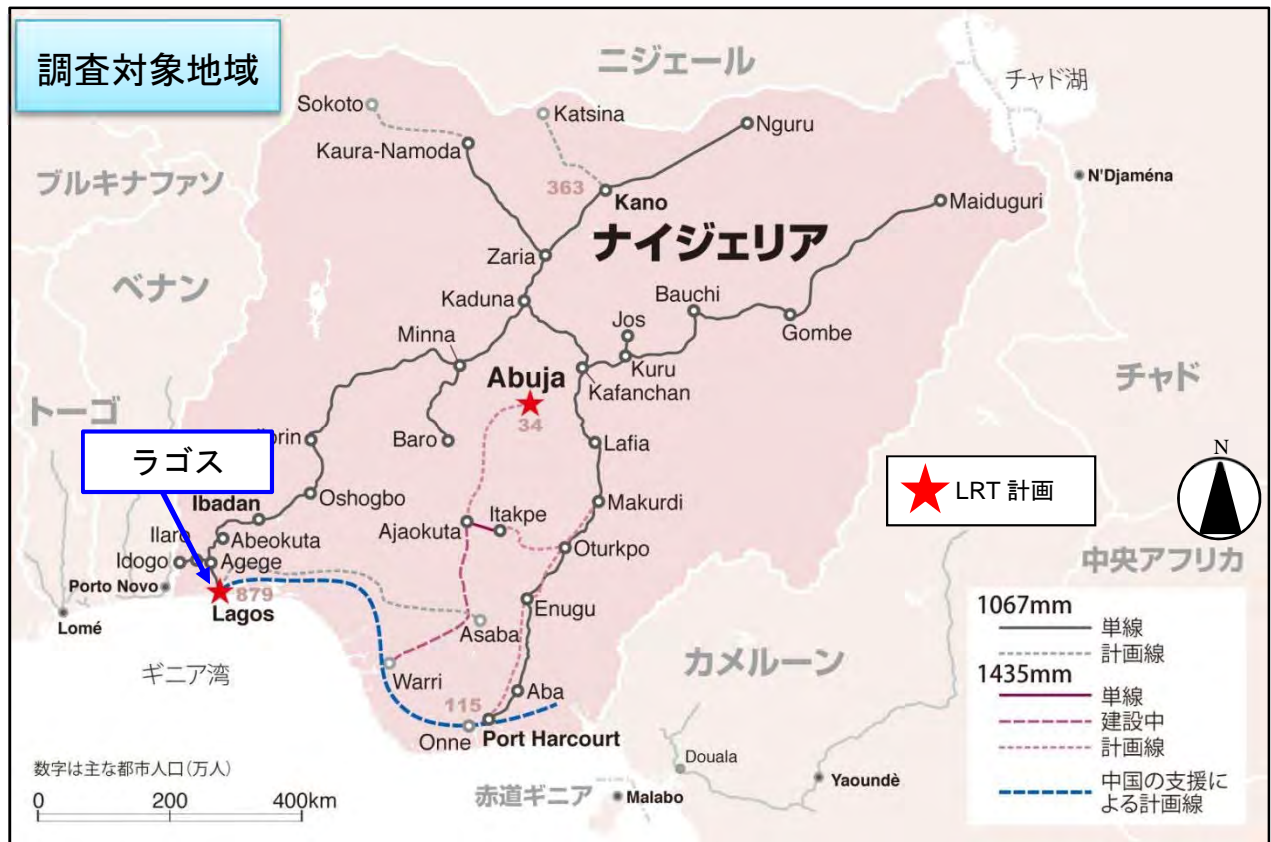 調査対象地域
ニジェール
チャド湖
Sokoto
Katsina
Nguru
Kaura-Namoda
ブルキナファソ
363
Kano
N'Djaména
Maiduguri
ナイジェリア
Zaria
ベナン
Kaduna
Bauchi
Minna
Jos
Gombe
Kuru
Abuja
Kafanchan
チャド
トーゴ
34
Baro
Lafia
ラゴス
LRT 計画
N
Ibadan
Oshogbo
Makurdi
Itakpe
Ajaokuta
Ilaro
Abeokuta
Oturkpo
Idogo
Agege
中央アフリカ
Porto Novo
879
Lagos
Enugu
Lomé
Asaba
カメルーン
ギニア湾
Warri
Aba
115
Onne
Port Harcourt
Douala
Yaoundè
赤道ギニア
Malabo
1067mm
単線
計画線
1435mm
単線
建設中
計画線
中国の支援に
よる計画線
数字は主な都市人口(万人)
0 200 400km